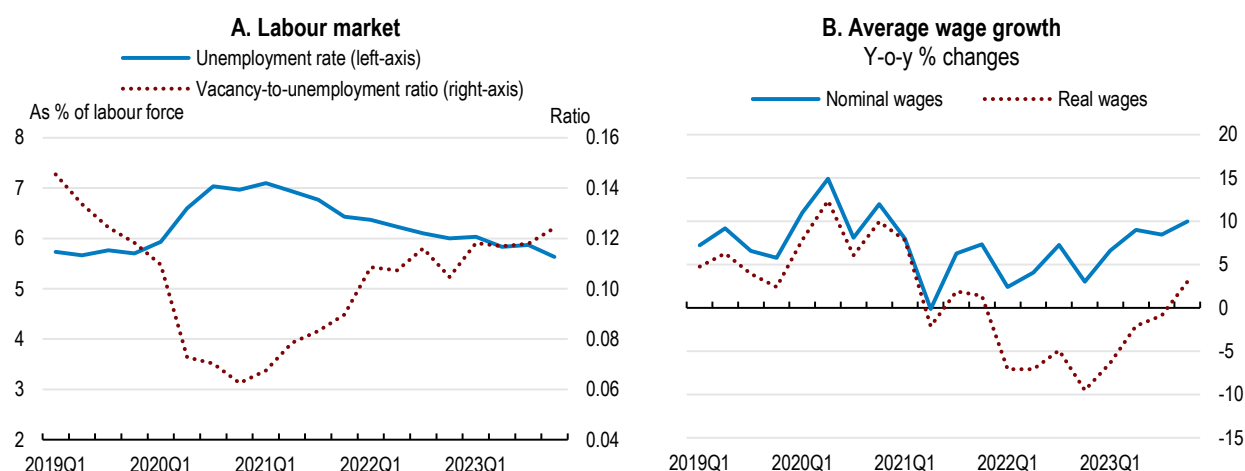 A. Labour market
Unemployment rate (left-axis)
Vacancy-to-unemployment ratio (right-axis)
As % of labour force
Ratio
8
7
6
5
4
3
2
0.16
0.14
0.12
0.10
0.08
0.06
0.04
2019Q1 2020Q1 2021Q1 2022Q1 2023Q1
B. Average wage growth
Y-o-y % changes
Nominal wages Real wages
20
15
10
5
0
-5
-10
-15
2019Q1 2020Q1 2021Q1 2022Q1 2023Q1